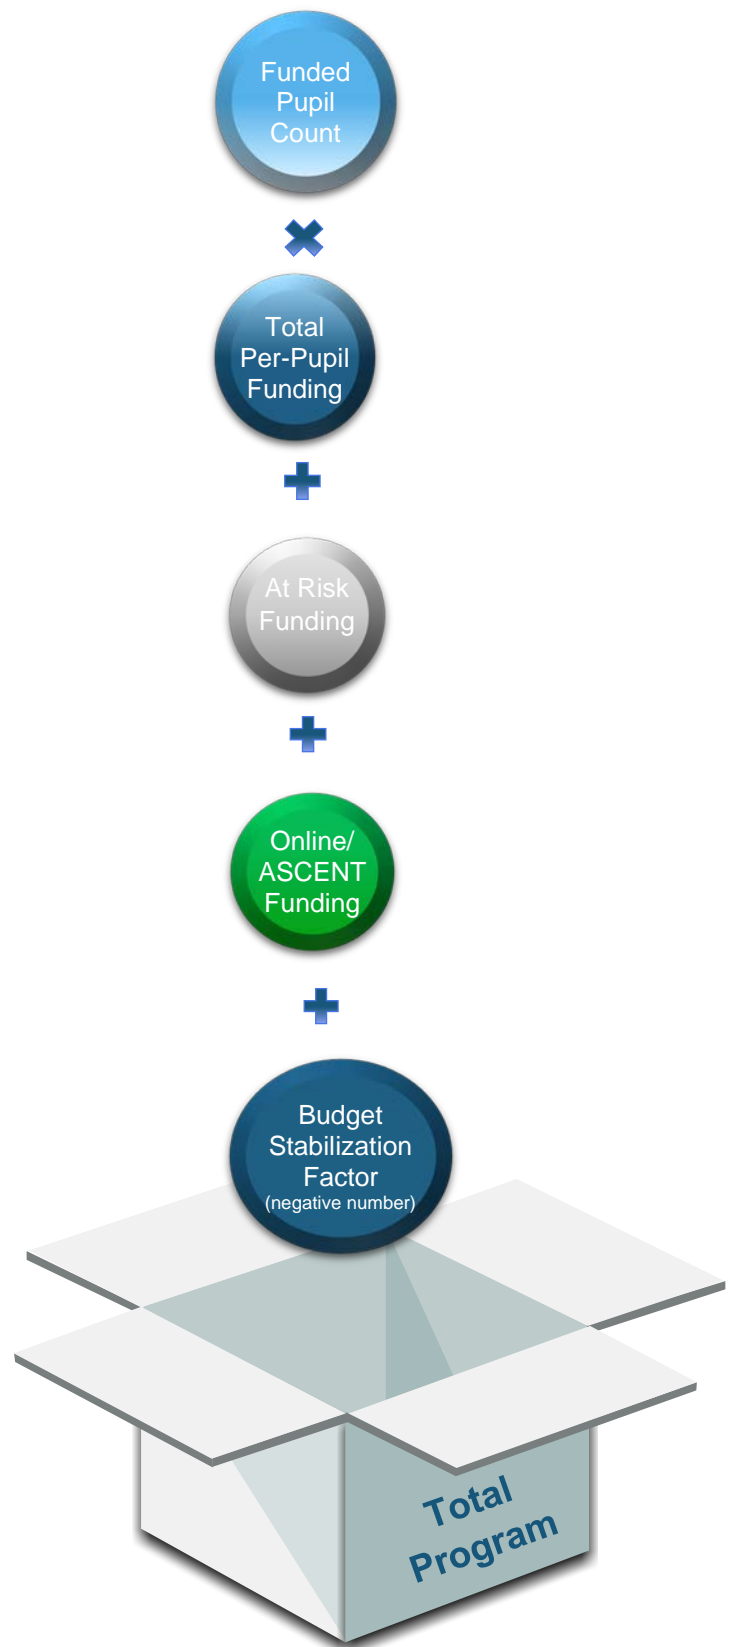 Funded
Pupil
Count
Total
Per-Pupil
Funding
At Risk
Funding
Online/
ASCENT
Funding
Budget
Stabilization
Factor
(negative number)
Total
Program